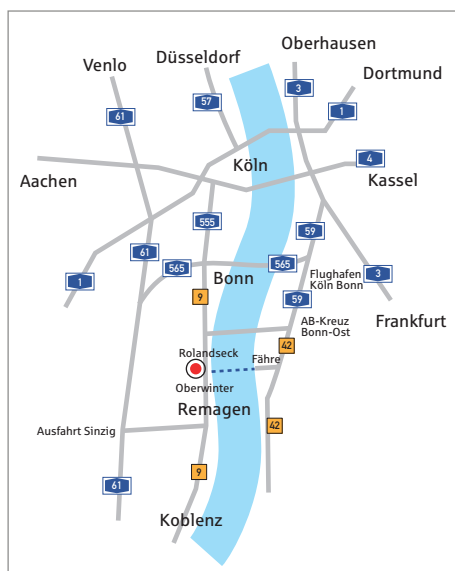 Oberhausen
Düsseldorf
Venlo
Dortmund
3
57
1
61
Köln
4
Aachen
Kassel
555
59
61
565
565
Flughafen
Köln Bonn
3
1
Bonn
9
59
Frankfurt
AB-Kreuz
Bonn-Ost
42
Rolandseck
Fähre
Oberwinter
Remagen
Ausfahrt Sinzig
42
9
61
Koblenz